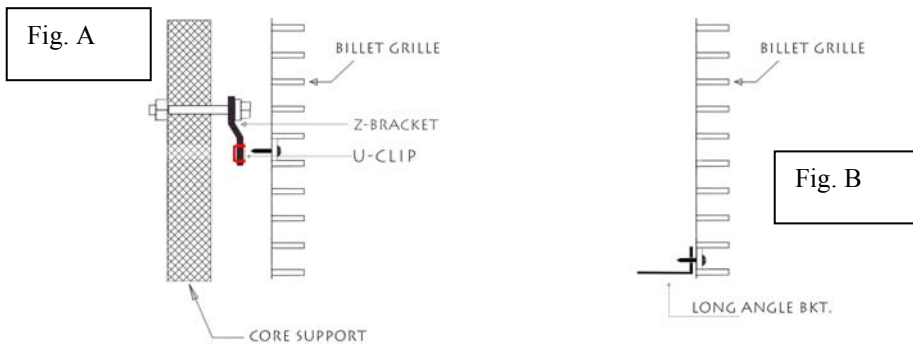 Fig. A
BILLET GRILLE
Z-BRACKET
U-CLIP
CORE SUPPORT
BILLET GRILLE
Fig. B
LONG ANGLE BKT.